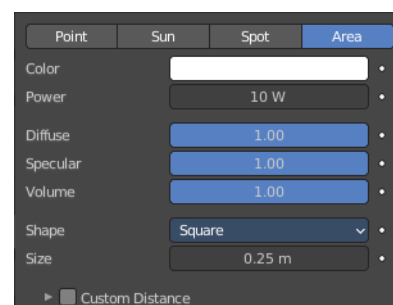 Point Sun Spot Area
Color
Power 10 W
Diffuse 1.00
Specular 1.00
Volume 1.00
Shape Square
Size 0.25 m
Custom Distance